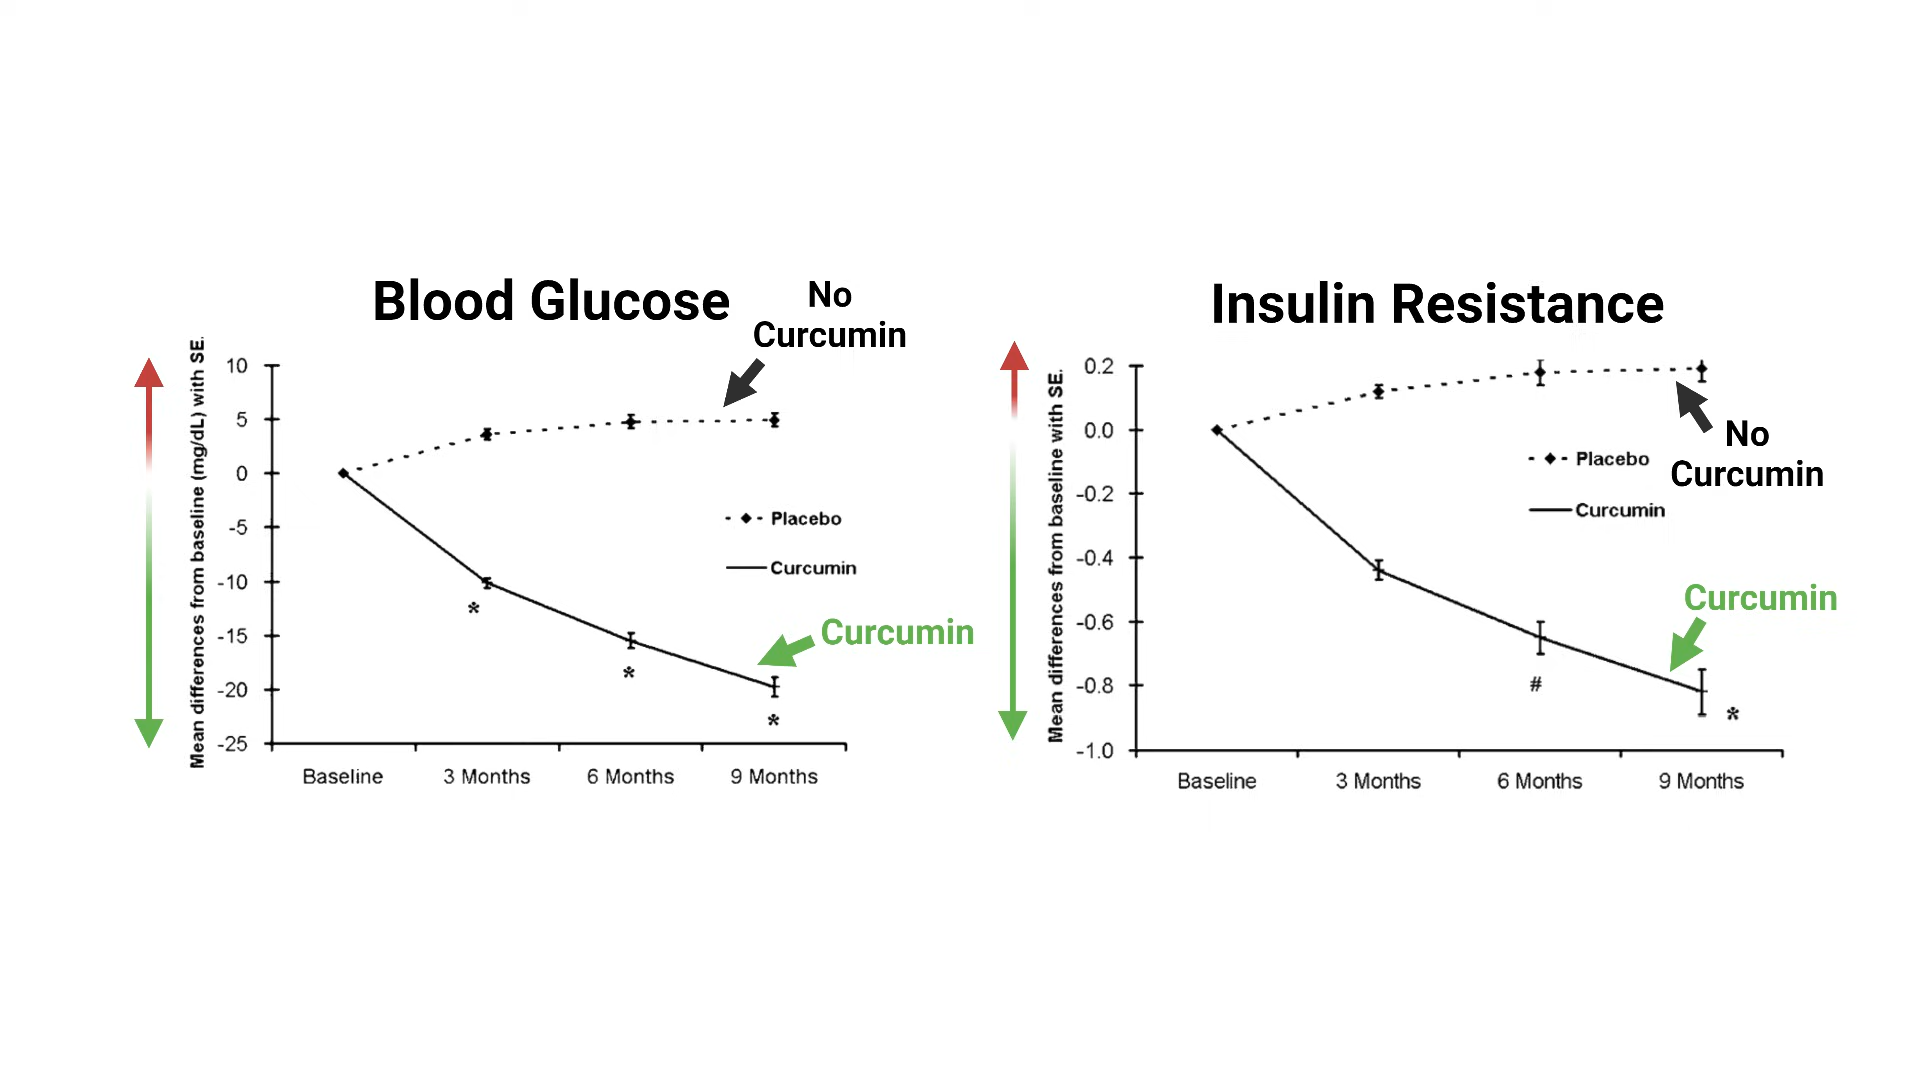 Blood Glucose
No
Curcumin
Mean differences from baseline (mg/dL) with SE.
10
5
0
-5
-10
-15
-20
-25
Placebo
Curcumin
*
*
*
Curcumin
Baseline
3 Months
6 Months
9 Months
Insulin Resistance
Mean differences from baseline with SE.
0.2
0.0
-0.2
-0.4
-0.6
-0.8
-1.0
No
Curcumin
Placebo
Curcumin
Curcumin
#
*
Baseline
3 Months
6 Months
9 Months